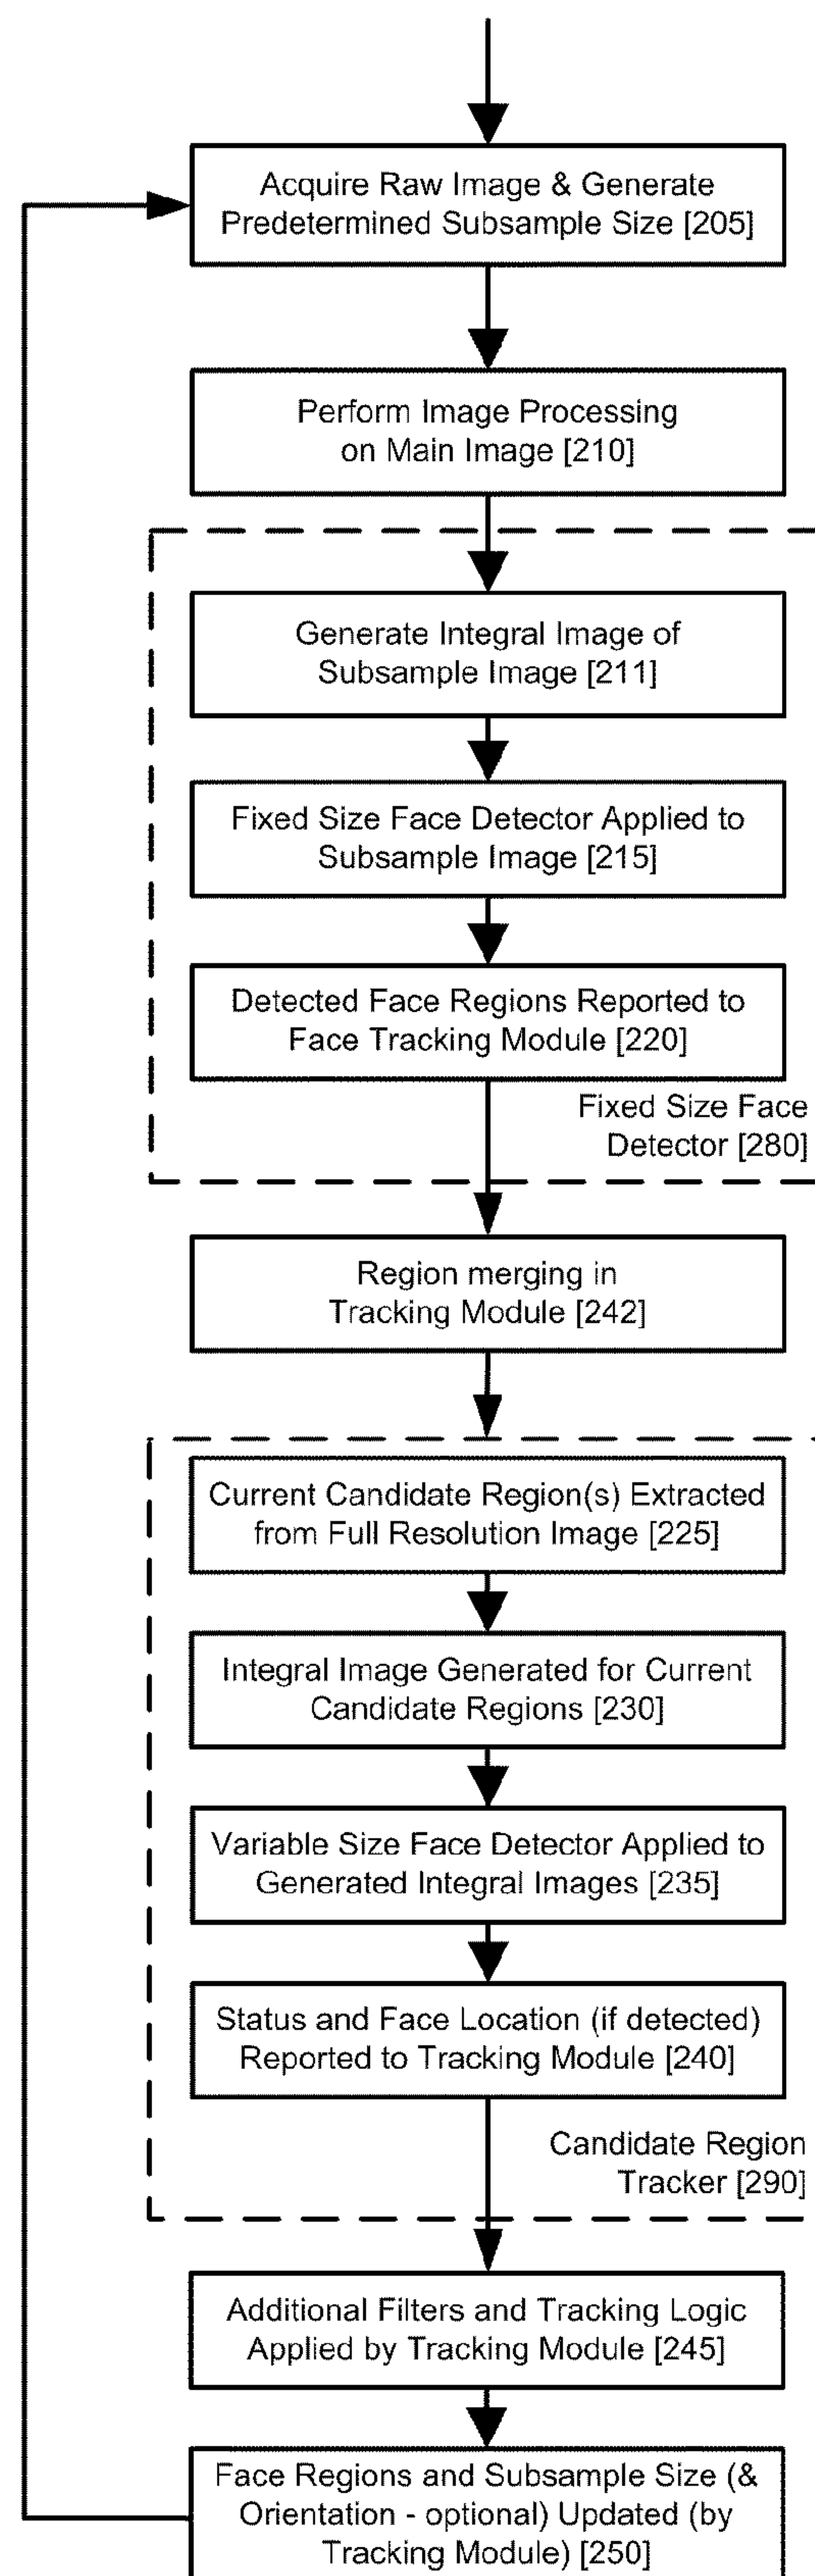 Acquire Raw Image & Generate
Predetermined Subsample Size [205]
Perform Image Processing
on Main Image [210]
Generate Integral Image of
Subsample Image [211]
Fixed Size Face Detector Applied to
Subsample Image [215]
Detected Face Regions Reported to
Face Tracking Module [220]
Fixed Size Face
Detector [280]
Region merging in
Tracking Module [242]
Current Candidate Region(s) Extracted
from Full Resolution Image [225]
Integral Image Generated for Current
Candidate Regions [230]
Variable Size Face Detector Applied to
Generated Integral Images [235]
Status and Face Location (if detected)
Reported to Tracking Module [240]
Candidate Region
Tracker [290]
Additional Filters and Tracking Logic
Applied by Tracking Module [245]
Face Regions and Subsample Size (&
Orientation - optional) Updated (by
Tracking Module) [250]